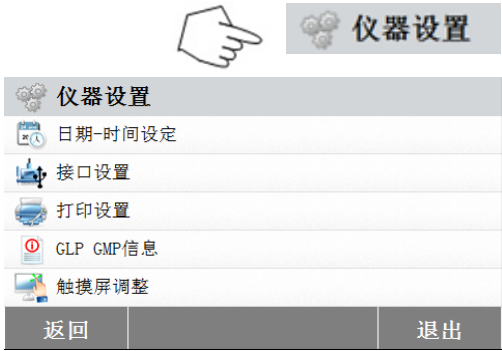 仪器设置
仪器设置
日期-时间设定
接口设置
打印设置
GLP GMP信息
触摸屏调整
返回
退出